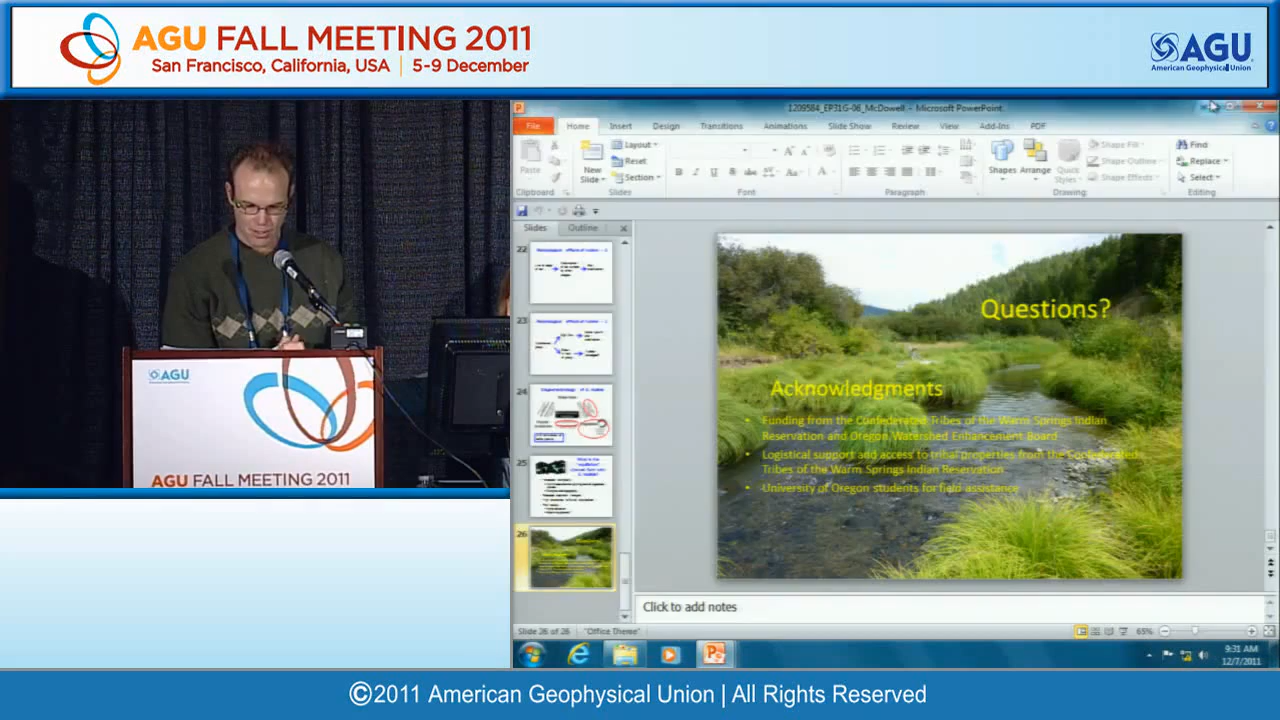 AGU FALL MEETING 2011
San Francisco, California, USA | 5-9 December
AGU
American Geophysical Union
1209584_EP31G-06_McDowell - Microsoft PowerPoint
File Home Insert Design Transitions Animations Slide Show Review View Add-Ins PDF
Paste
New Slide
Layout
Reset
Section
Shapes
Arrange
Quick Styles
Shape Fill
Shape Outline
Shape Effects
Find
Replace
Select
Clipboard Slides Font Paragraph Drawing Editing
Slides Outline
22
23
24
25
26
Questions?
Acknowledgments
• Funding from the Confederated Tribes of the Warm Springs Indian
Reservation and Oregon Watershed Enhancement Board
• Logistical support and access to tribal properties from the Confederated
Tribes of the Warm Springs Indian Reservation
• University of Oregon students for field assistance
Click to add notes
Slide 26 of 26 "Office Theme" 65%
9:31 AM
12/7/2011
AGU
AGU FALL MEETING 2011
©2011 American Geophysical Union | All Rights Reserved